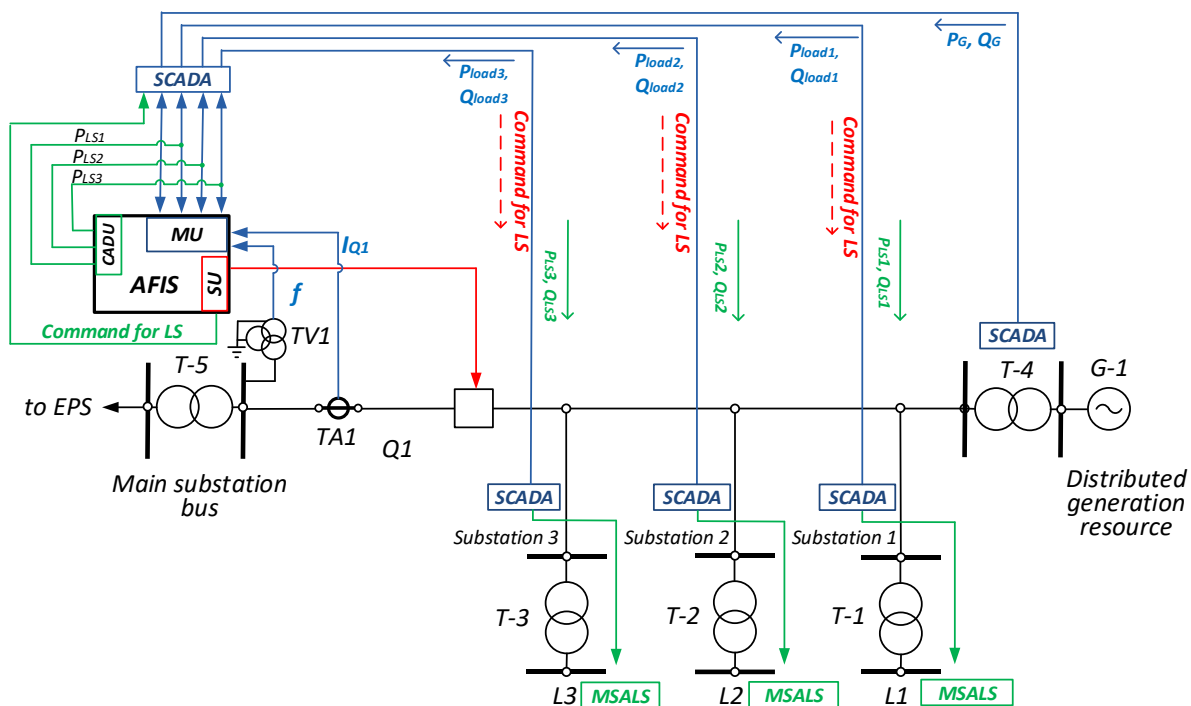 PG, QG
Pload1,
Qload1
Pload2,
Qload2
Pload3,
Qload3
SCADA
PLS1
PLS2
PLS3
Command for LS
Command for LS
Command for LS
CADU
MU
AFIS
SU
IQ1
f
Command for LS
PLS3, QLS3
PLS2, QLS2
PLS1, QLS1
TV1
SCADA
T-5
T-4
G-1
to EPS
TA1
Q1
Main substation
bus
Distributed
generation
resource
SCADA
SCADA
SCADA
Substation 3
Substation 2
Substation 1
T-3
T-2
T-1
L3
MSALS
L2
MSALS
L1
MSALS